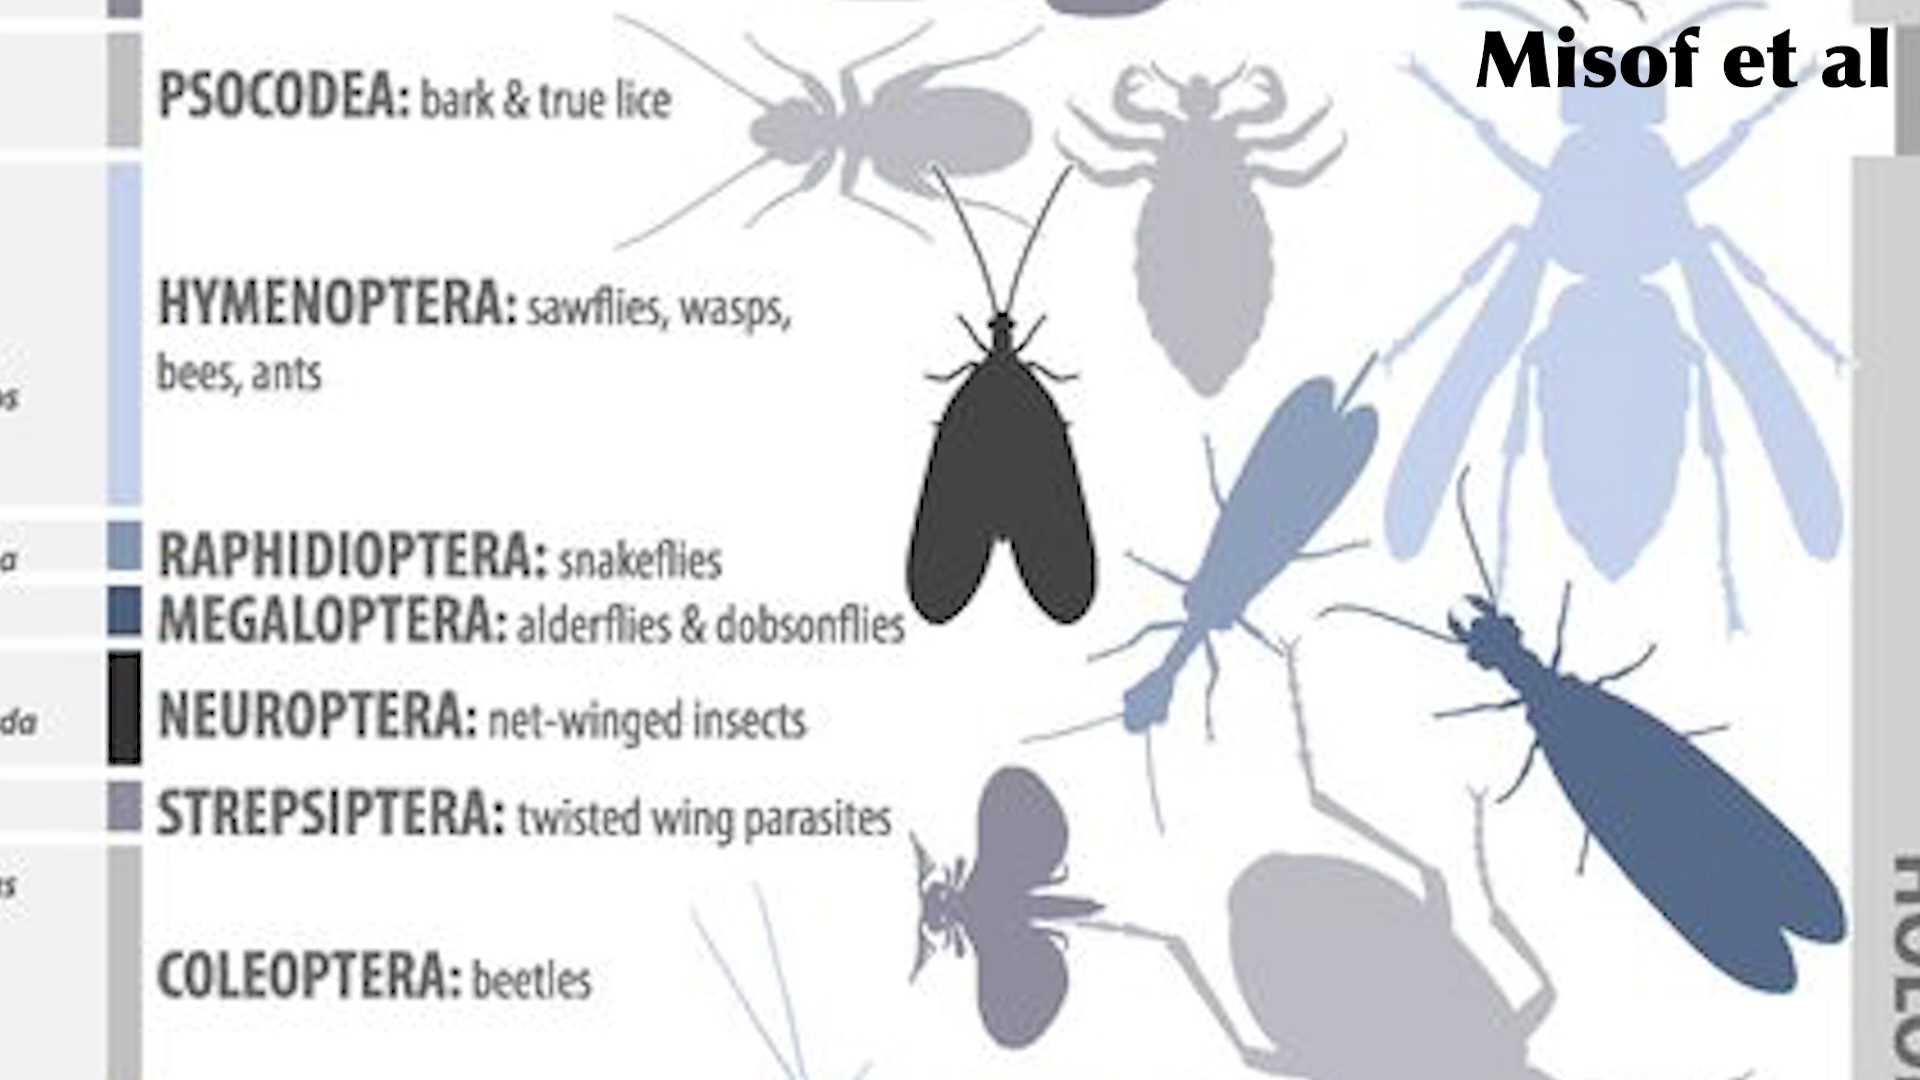 Misof et al
PSOCODEA: bark & true lice
HYMENOPTERA: sawflies, wasps,
bees, ants
RAPHIDIOPTERA: snakeflies
MEGALOPTERA: alderflies & dobsonflies
NEUROPTERA: net-winged insects
STREPSIPTERA: twisted wing parasites
COLEOPTERA: beetles